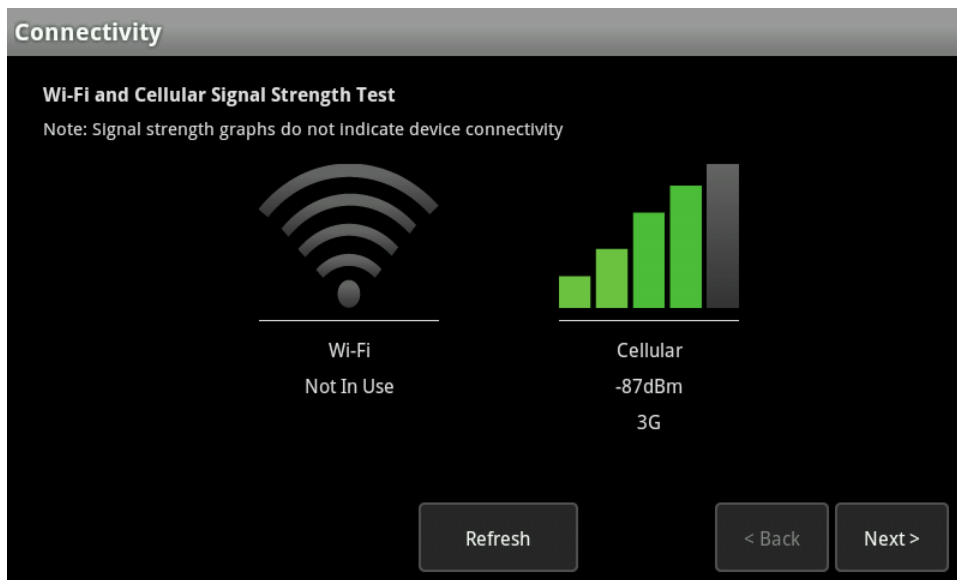 Connectivity
Wi-Fi and Cellular Signal Strength Test
Note: Signal strength graphs do not indicate device connectivity
Wi-Fi
Not In Use
Cellular
-87dBm
3G
Refresh
< Back
Next >